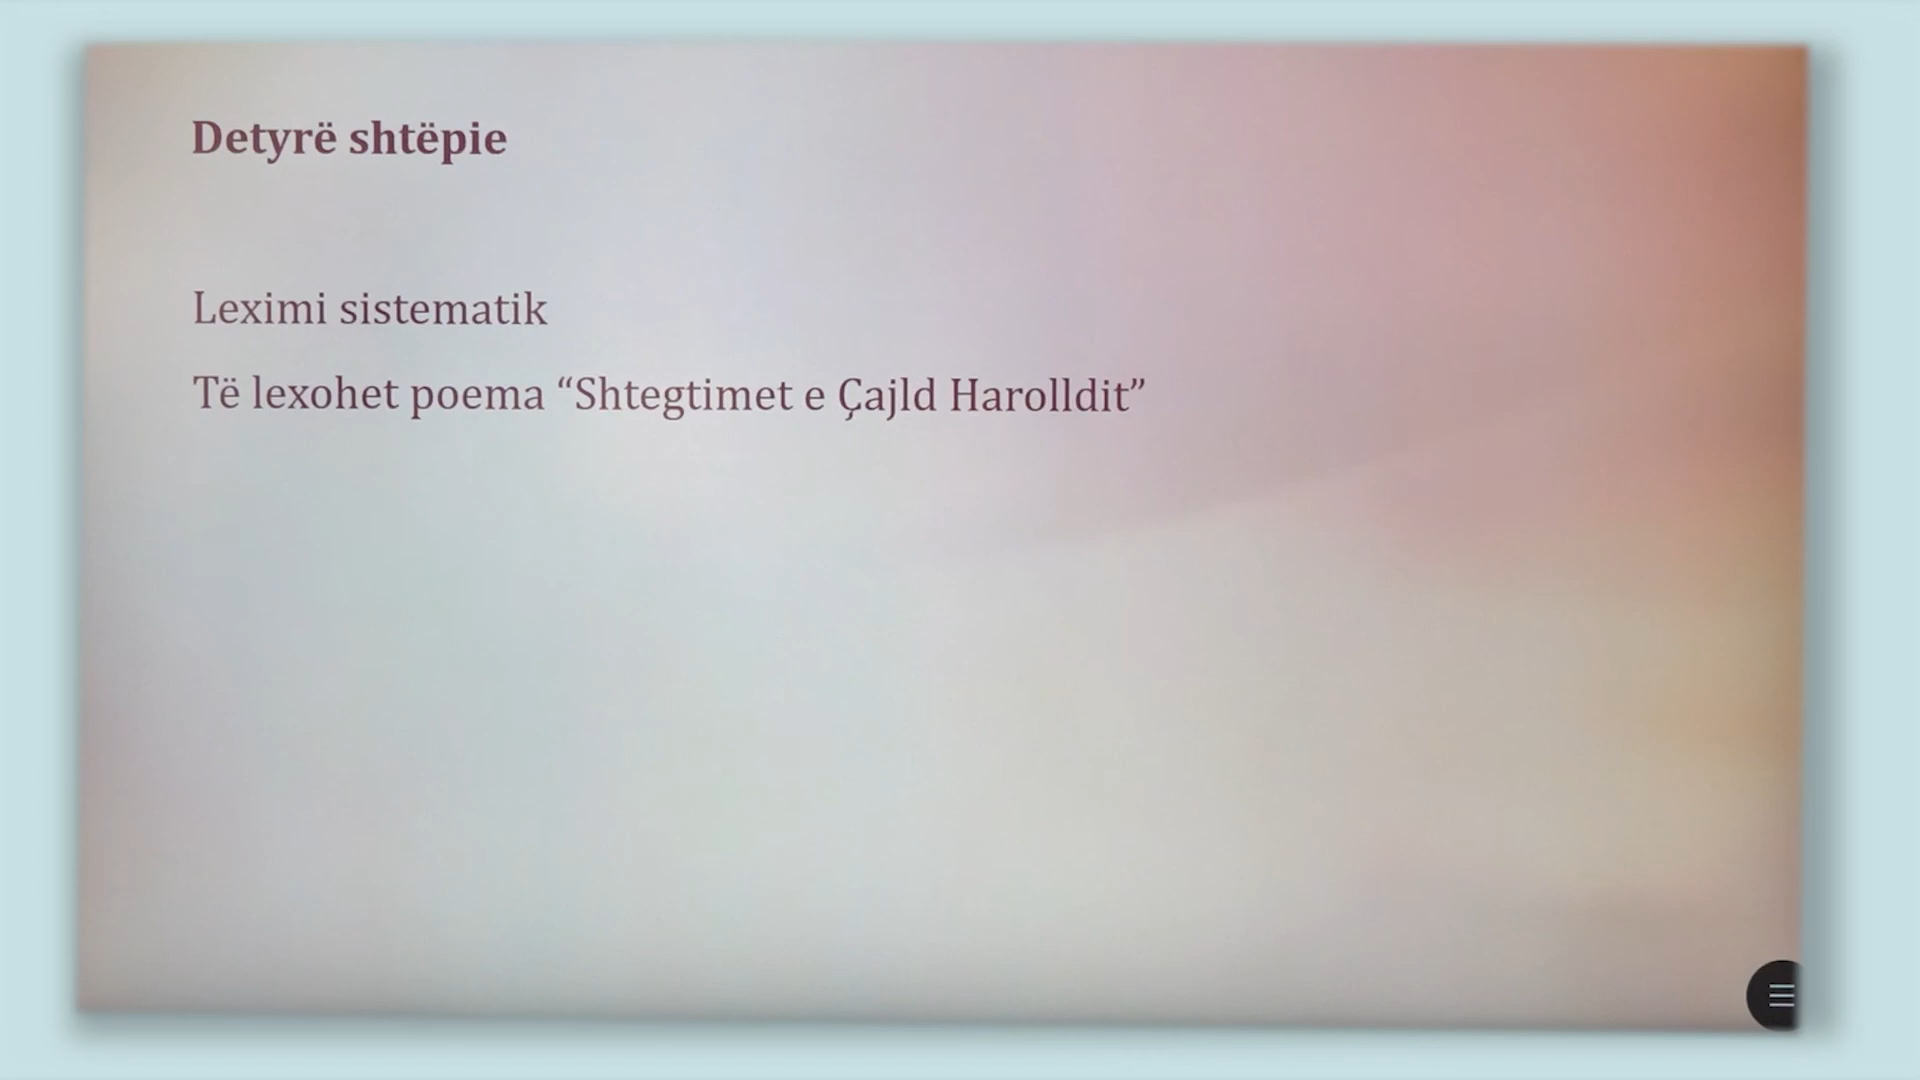 Detyrë shtëpie
Leximi sistematik
Të lexohet poema “Shtegtimet e Çajld Harolldit”